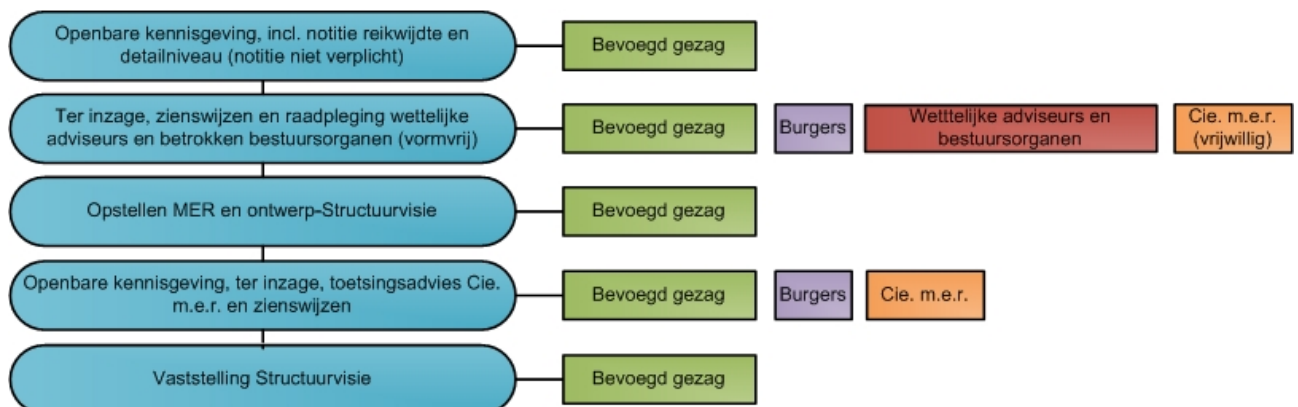 Openbare kennisgeving, incl. notitie reikwijdte en
detailniveau (notitie niet verplicht)
Bevoegd gezag
Ter inzage, zienswijzen en raadpleging wettelijke
adviseurs en betrokken bestuursorganen (vormvrij)
Bevoegd gezag
Burgers
Wetttelijke adviseurs en
bestuursorganen
Cie. m.e.r.
(vrijwillig)
Opstellen MER en ontwerp-Structuurvisie
Bevoegd gezag
Openbare kennisgeving, ter inzage, toetsingsadvies Cie.
m.e.r. en zienswijzen
Bevoegd gezag
Burgers
Cie. m.e.r.
Vaststelling Structuurvisie
Bevoegd gezag